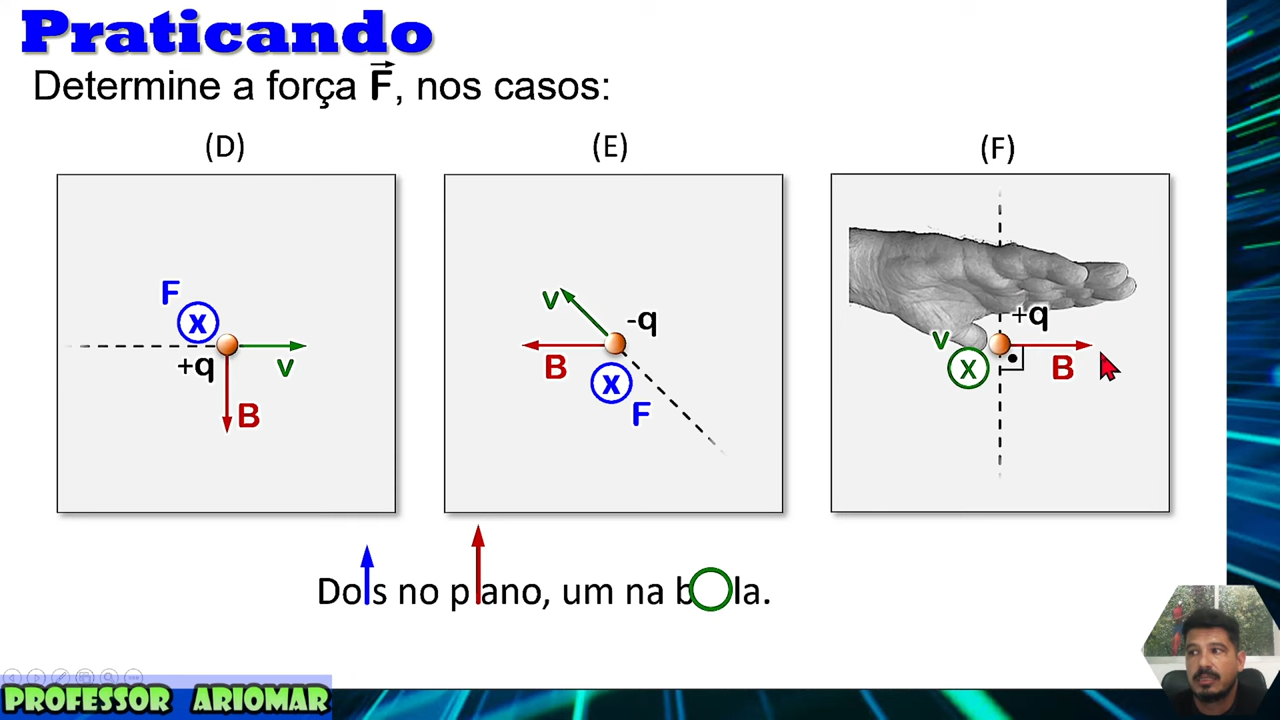 Praticando
Determine a força F, nos casos:
(D)
(E)
(F)
F
x
+q
v
B
v
-q
B
x
F
+q
v
x
B
Dois no plano, um na bola.
PROFESSOR ARIOMAR